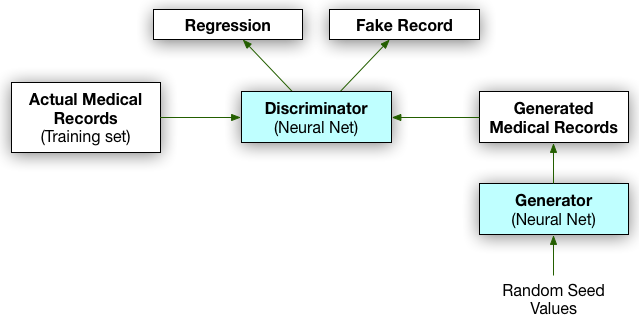 Regression
Fake Record
Actual Medical
Records
(Training set)
Discriminator
(Neural Net)
Generated
Medical Records
Generator
(Neural Net)
Random Seed
Values